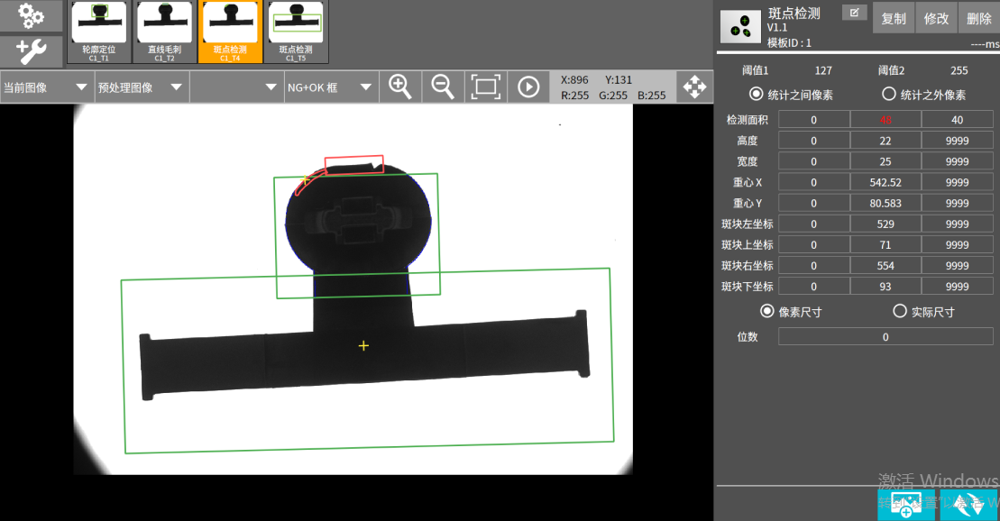 轮廓定位
C1_T1
直线毛刺
C1_T2
斑点检测
C1_T4
斑点检测
C1_T5
当前图像
预处理图像
NG+OK 框
X:896 Y:131
R:255 G:255 B:255
斑点检测
V1.1
模板ID : 1
复制
修改
删除
----ms
阈值1 127 阈值2 255
统计之间像素 统计之外像素
检测面积 0 48 40
高度 0 22 9999
宽度 0 25 9999
重心 X 0 542.52 9999
重心 Y 0 80.583 9999
斑块左坐标 0 529 9999
斑块上坐标 0 71 9999
斑块右坐标 0 554 9999
斑块下坐标 0 93 9999
像素尺寸 实际尺寸
位数 0
激活 Windows